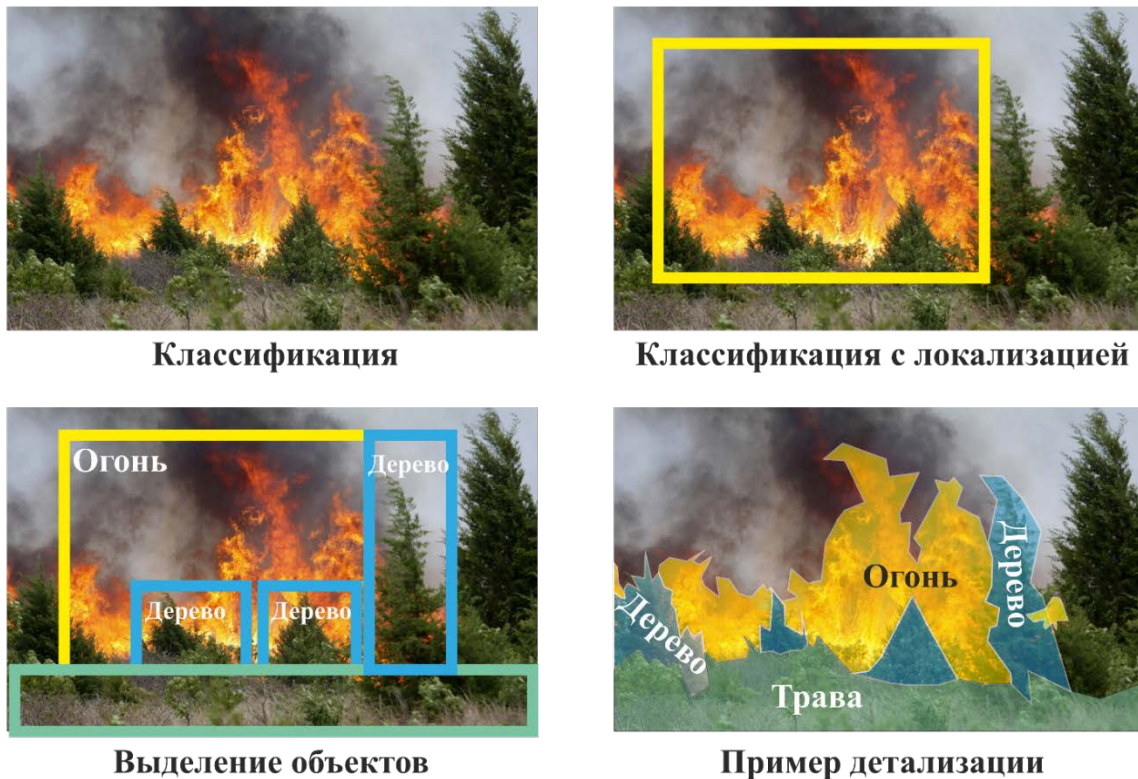 Классификация
Классификация с локализацией
Огонь
Дерево
Дерево
Дерево
Выделение объектов
Огонь
Дерево
Дерево
Трава
Пример детализации